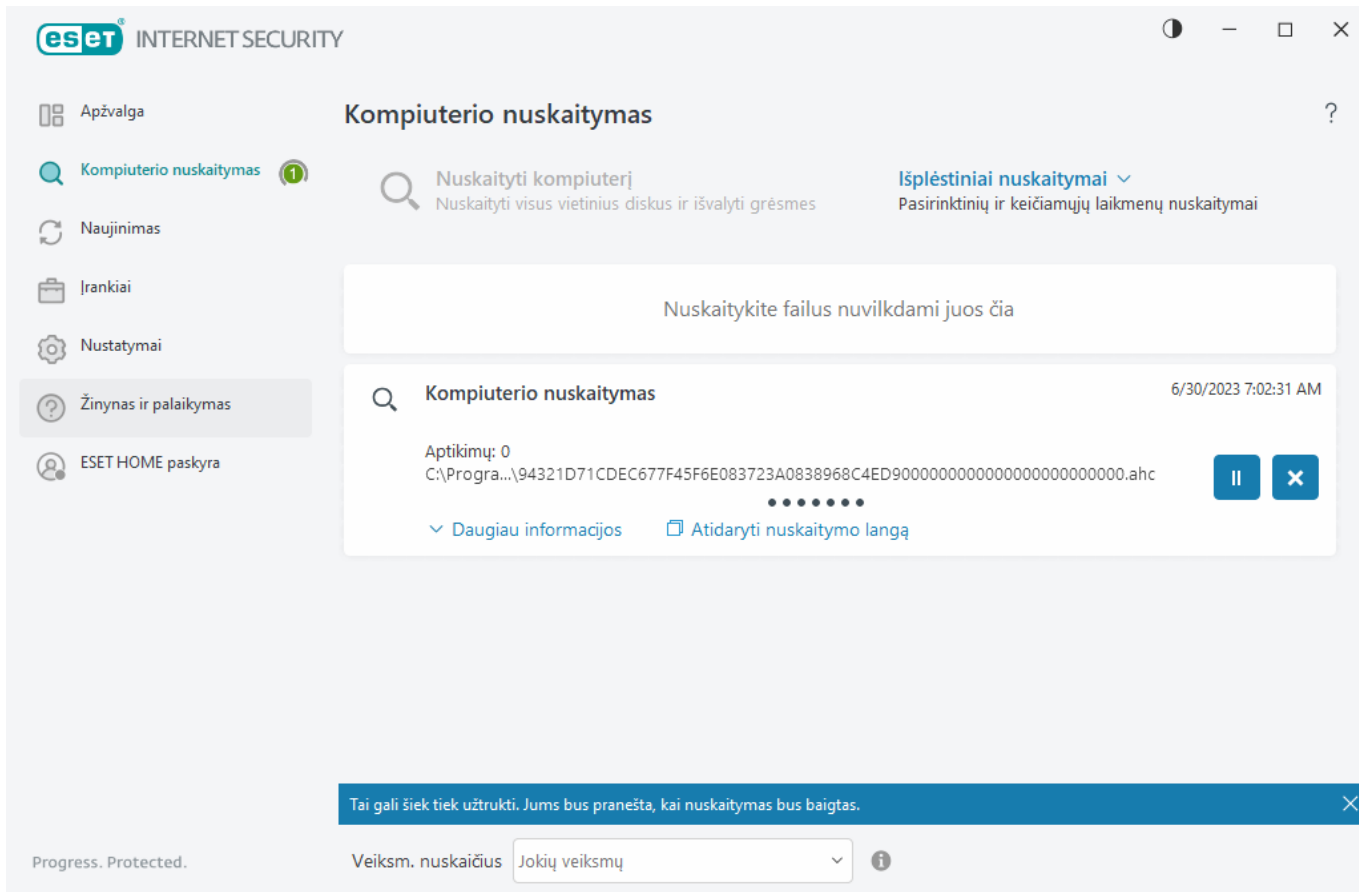 eset® INTERNET SECURITY
Apžvalga
Kompiuterio nuskaitymas 1
Naujinimas
Įrankiai
Nustatymai
Žinynas ir palaikymas
ESET HOME paskyra
Progress. Protected.
Kompiuterio nuskaitymas ?
Nuskaityti kompiuterį
Nuskaityti visus vietinius diskus ir išvalyti grėsmes
Išplėstiniai nuskaitymai
Pasirinktinių ir keičiamųjų laikmenų nuskaitymai
Nuskaitykite failus nuvilkdami juos čia
Kompiuterio nuskaitymas 6/30/2023 7:02:31 AM
Aptikimų: 0
C:\Progra...\94321D71CDEC677F45F6E083723A0838968C4ED9000000000000000000000000.ahc
Daugiau informacijos Atidaryti nuskaitymo langą
Tai gali šiek tiek užtrukti. Jums bus pranešta, kai nuskaitymas bus baigtas.
Veiksm. nuskaičius Jokių veiksmų